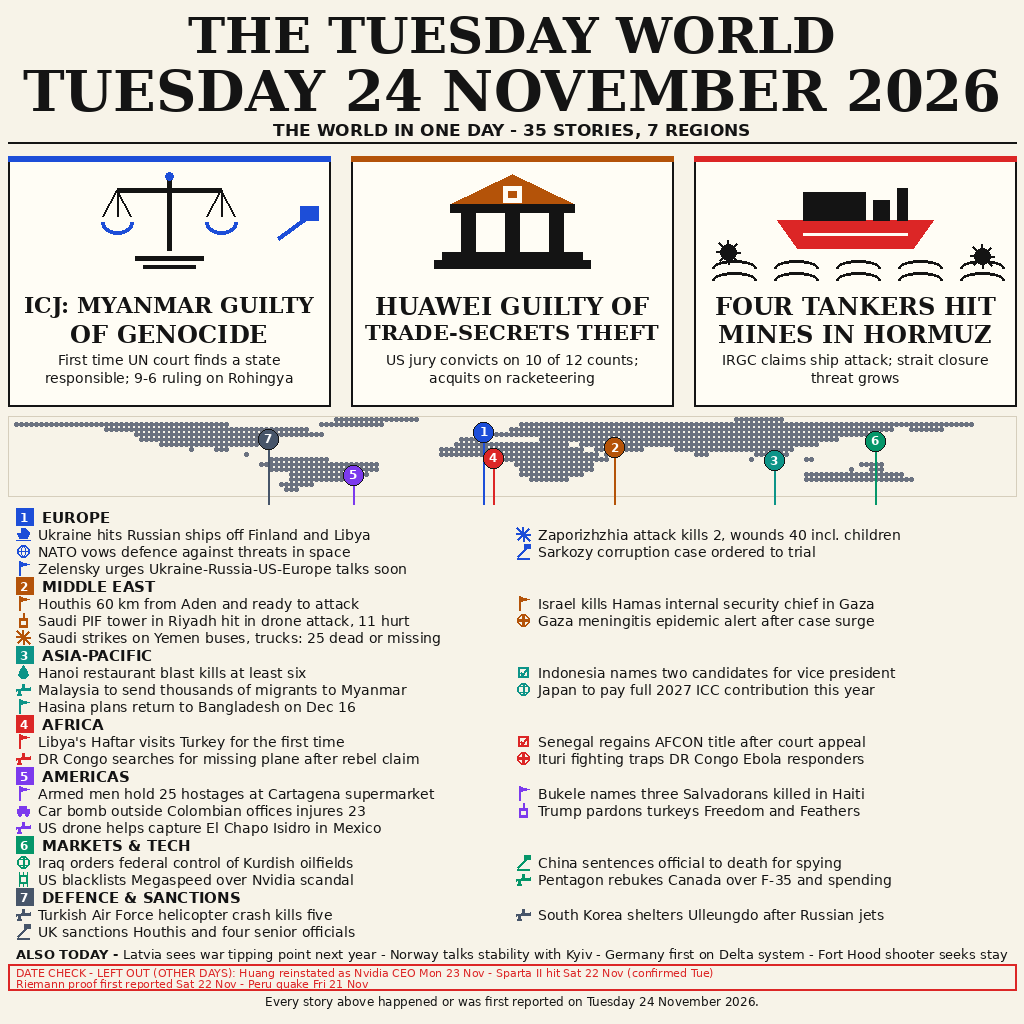 THE TUESDAY WORLD
TUESDAY 24 NOVEMBER 2026
THE WORLD IN ONE DAY - 35 STORIES, 7 REGIONS
ICJ: MYANMAR GUILTY
OF GENOCIDE
First time UN court finds a state
responsible; 9-6 ruling on Rohingya
HUAWEI GUILTY OF
TRADE-SECRETS THEFT
US jury convicts on 10 of 12 counts;
acquits on racketeering
FOUR TANKERS HIT
MINES IN HORMUZ
IRGC claims ship attack; strait closure
threat grows
7
5
1
4
2
3
6
1 EUROPE
Ukraine hits Russian ships off Finland and Libya
Zaporizhzhia attack kills 2, wounds 40 incl. children
NATO vows defence against threats in space
Sarkozy corruption case ordered to trial
Zelensky urges Ukraine-Russia-US-Europe talks soon
2 MIDDLE EAST
Houthis 60 km from Aden and ready to attack
Israel kills Hamas internal security chief in Gaza
Saudi PIF tower in Riyadh hit in drone attack, 11 hurt
Gaza meningitis epidemic alert after case surge
Saudi strikes on Yemen buses, trucks: 25 dead or missing
3 ASIA-PACIFIC
Hanoi restaurant blast kills at least six
Indonesia names two candidates for vice president
Malaysia to send thousands of migrants to Myanmar
Japan to pay full 2027 ICC contribution this year
Hasina plans return to Bangladesh on Dec 16
4 AFRICA
Libya's Haftar visits Turkey for the first time
Senegal regains AFCON title after court appeal
DR Congo searches for missing plane after rebel claim
Ituri fighting traps DR Congo Ebola responders
5 AMERICAS
Armed men hold 25 hostages at Cartagena supermarket
Bukele names three Salvadorans killed in Haiti
Car bomb outside Colombian offices injures 23
Trump pardons turkeys Freedom and Feathers
US drone helps capture El Chapo Isidro in Mexico
6 MARKETS & TECH
Iraq orders federal control of Kurdish oilfields
China sentences official to death for spying
US blacklists Megaspeed over Nvidia scandal
Pentagon rebukes Canada over F-35 and spending
7 DEFENCE & SANCTIONS
Turkish Air Force helicopter crash kills five
South Korea shelters Ulleungdo after Russian jets
UK sanctions Houthis and four senior officials
ALSO TODAY - Latvia sees war tipping point next year - Norway talks stability with Kyiv - Germany first on Delta system - Fort Hood shooter seeks stay
DATE CHECK - LEFT OUT (OTHER DAYS): Huang reinstated as Nvidia CEO Mon 23 Nov - Sparta II hit Sat 22 Nov (confirmed Tue)
Riemann proof first reported Sat 22 Nov - Peru quake Fri 21 Nov
Every story above happened or was first reported on Tuesday 24 November 2026.